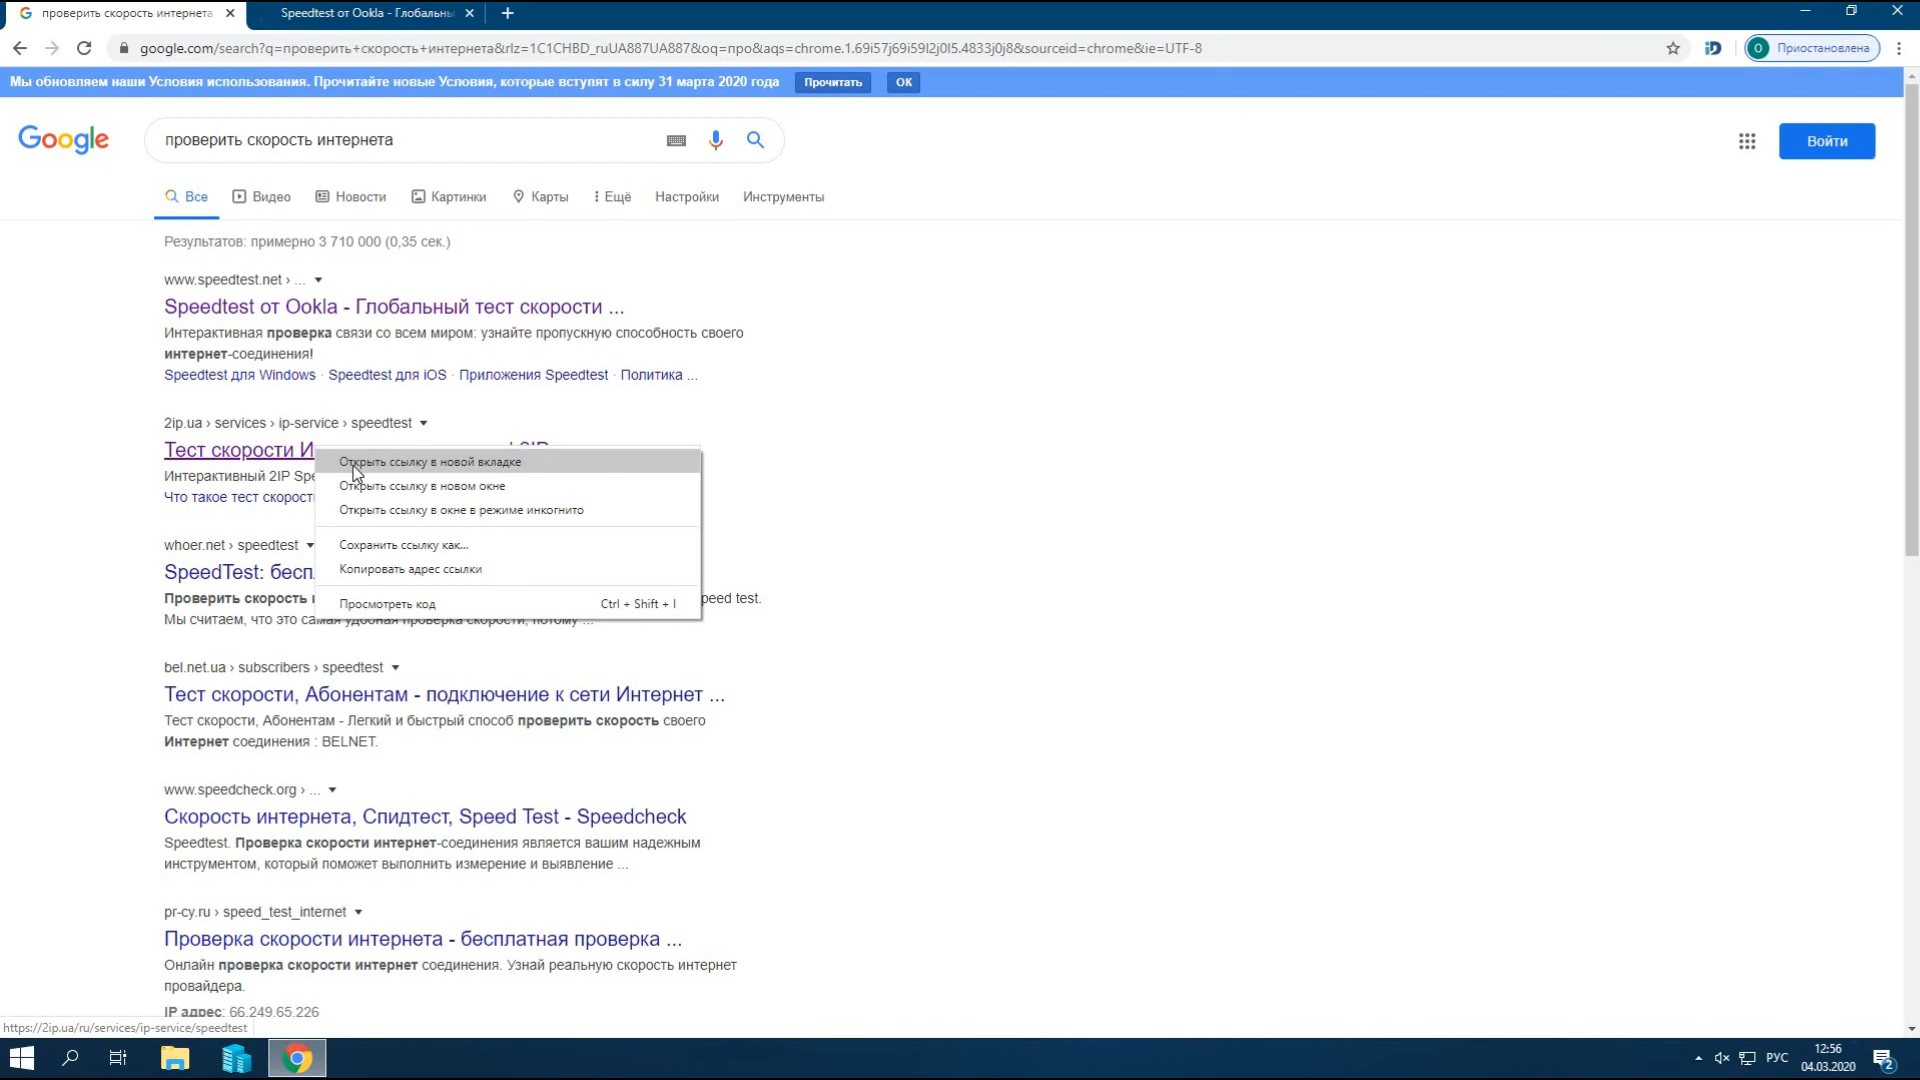 проверить скорость интернета
Speedtest от Ookla - Глобальны
google.com/search?q=проверить+скорость+интернета&rlz=1C1CHBD_ruUA887UA887&oq=про&aqs=chrome.1.69i57j69i59l2j0l5.4833j0j8&sourceid=chrome&ie=UTF-8
О Приостановлена
Мы обновляем наши Условия использования. Прочитайте новые Условия, которые вступят в силу 31 марта 2020 года Прочитать ОК
Google проверить скорость интернета Войти
Все Видео Новости Картинки Карты Ещё Настройки Инструменты
Результатов: примерно 3 710 000 (0,35 сек.)
www.speedtest.net › ...
Speedtest от Ookla - Глобальный тест скорости ...
Интерактивная проверка связи со всем миром: узнайте пропускную способность своего
интернет-соединения!
Speedtest для Windows · Speedtest для iOS · Приложения Speedtest · Политика ...
2ip.ua › services › ip-service › speedtest
Тест скорости И
Интерактивный 2IP Spe
Что такое тест скорост
Открыть ссылку в новой вкладке
Открыть ссылку в новом окне
Открыть ссылку в окне в режиме инкогнито
Сохранить ссылку как...
Копировать адрес ссылки
Просмотреть код Ctrl + Shift + I
whoer.net › speedtest
SpeedTest: бесп
Проверить скорость peed test.
Мы считаем, что это самая удобная проверка скорости, потому ...
bel.net.ua › subscribers › speedtest
Тест скорости, Абонентам - подключение к сети Интернет ...
Тест скорости, Абонентам - Легкий и быстрый способ проверить скорость своего
Интернет соединения : BELNET.
www.speedcheck.org › ...
Скорость интернета, Спидтест, Speed Test - Speedcheck
Speedtest. Проверка скорости интернет-соединения является вашим надежным
инструментом, который поможет выполнить измерение и выявление ...
pr-cy.ru › speed_test_internet
Проверка скорости интернета - бесплатная проверка ...
Онлайн проверка скорости интернет соединения. Узнай реальную скорость интернет
провайдера.
IP адрес: 66.249.65.226
https://2ip.ua/ru/services/ip-service/speedtest
РУС
12:56
04.03.2020
2